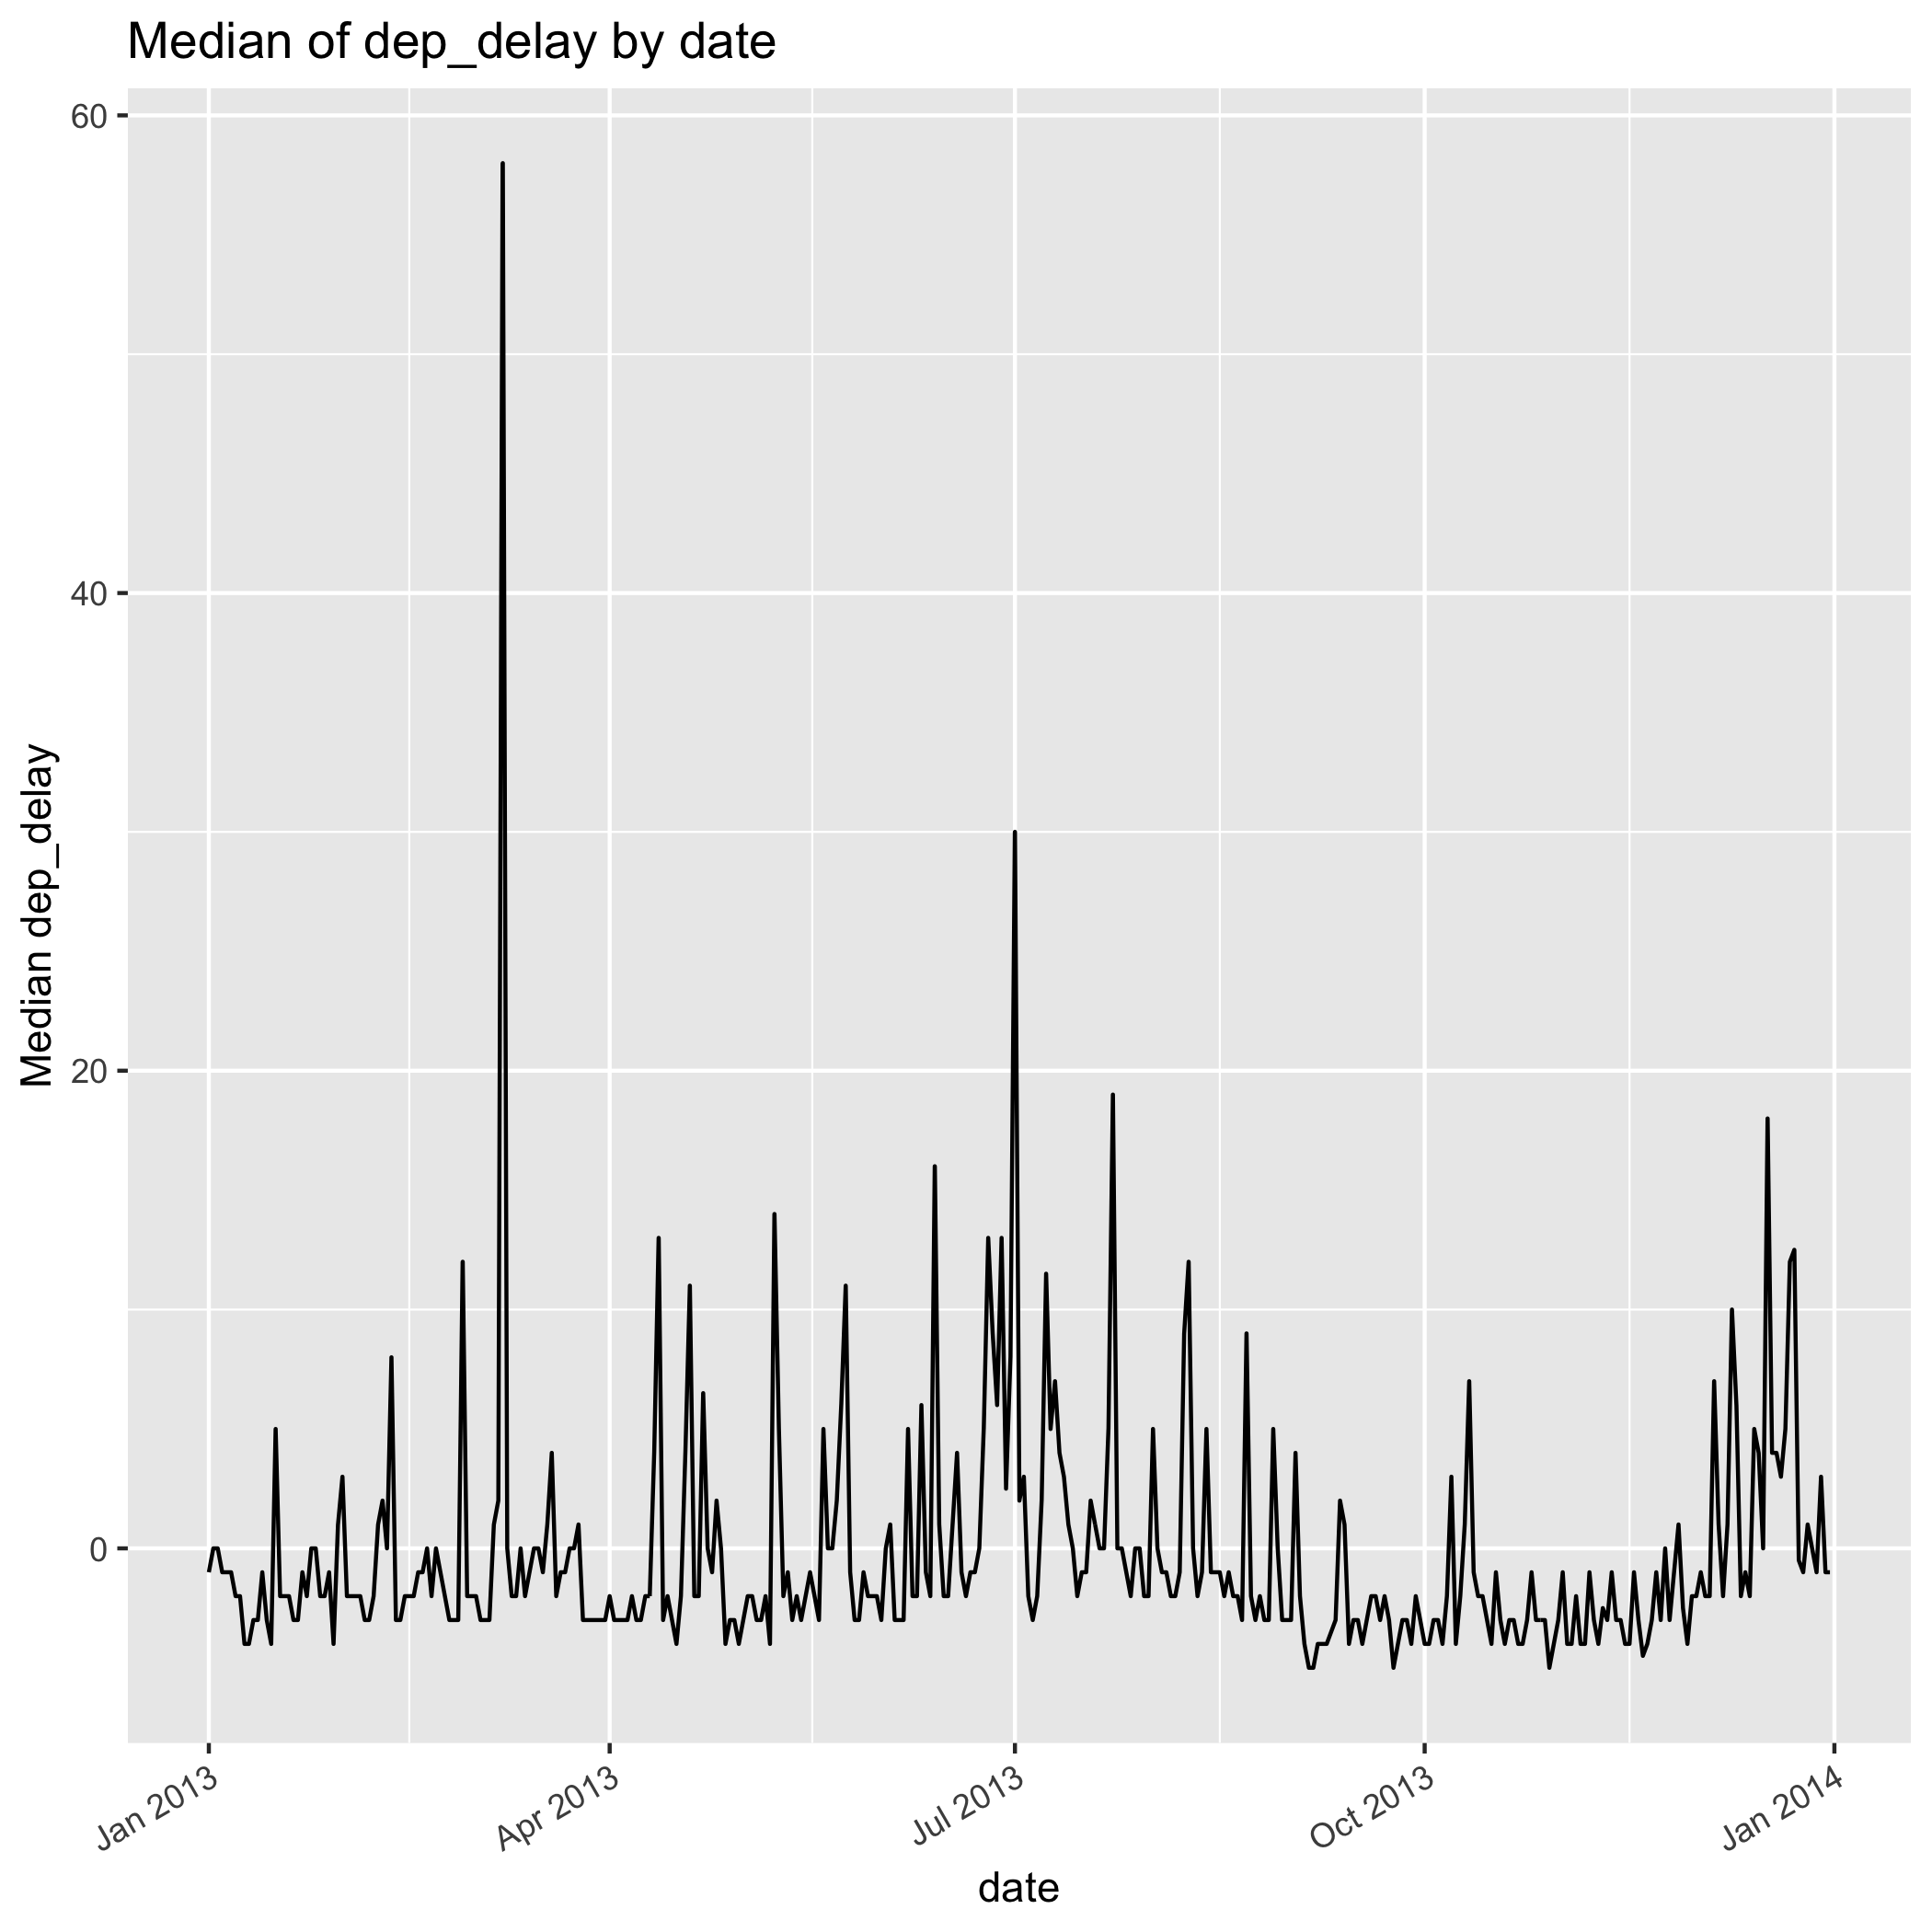 Median of dep_delay by date
Median dep_delay
60
40
20
0
Jan 2013
Apr 2013
Jul 2013
Oct 2013
Jan 2014
date